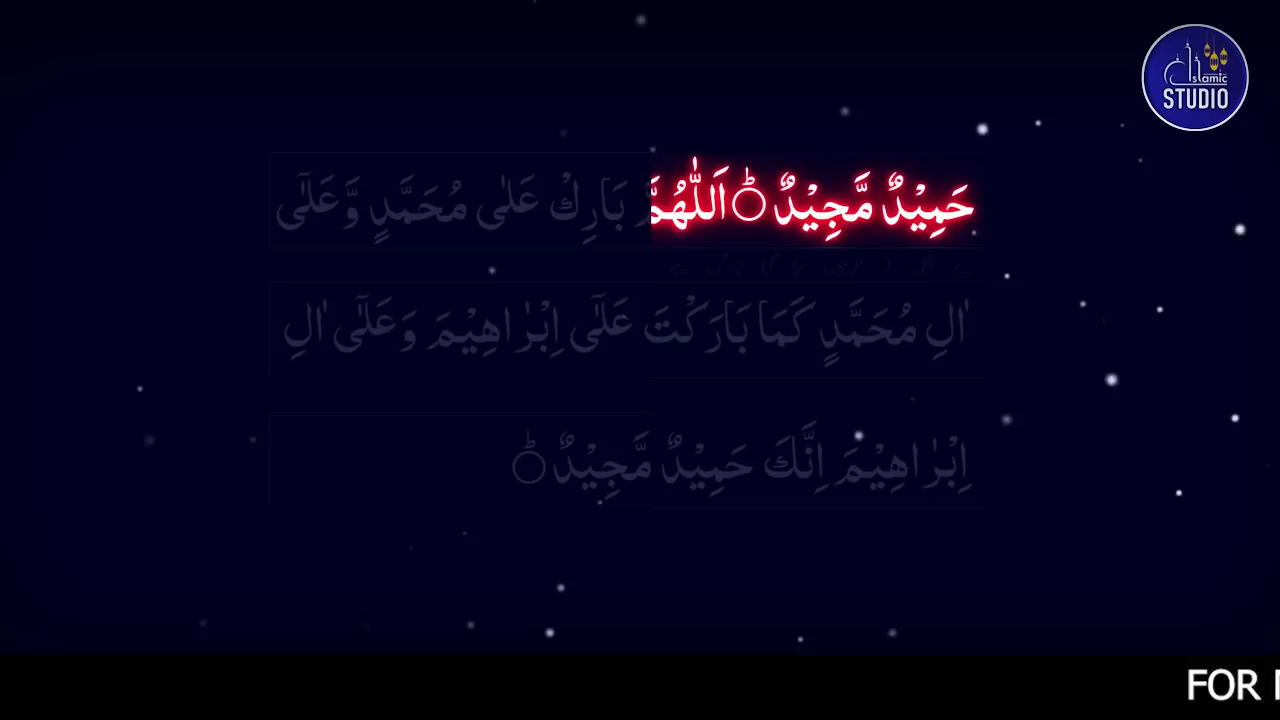 حَمِيْدٌ مَّجِيْدٌ ؕ اَللّٰهُمَّ بَارِكْ عَلٰى مُحَمَّدٍ وَّعَلٰٓى
اٰلِ مُحَمَّدٍ كَمَا بَارَكْتَ عَلٰٓى اِبْرٰاهِيْمَ وَعَلٰٓى اٰلِ
اِبْرٰاهِيْمَ اِنَّكَ حَمِيْدٌ مَّجِيْدٌ ؕ
Islamic
STUDIO
FOR